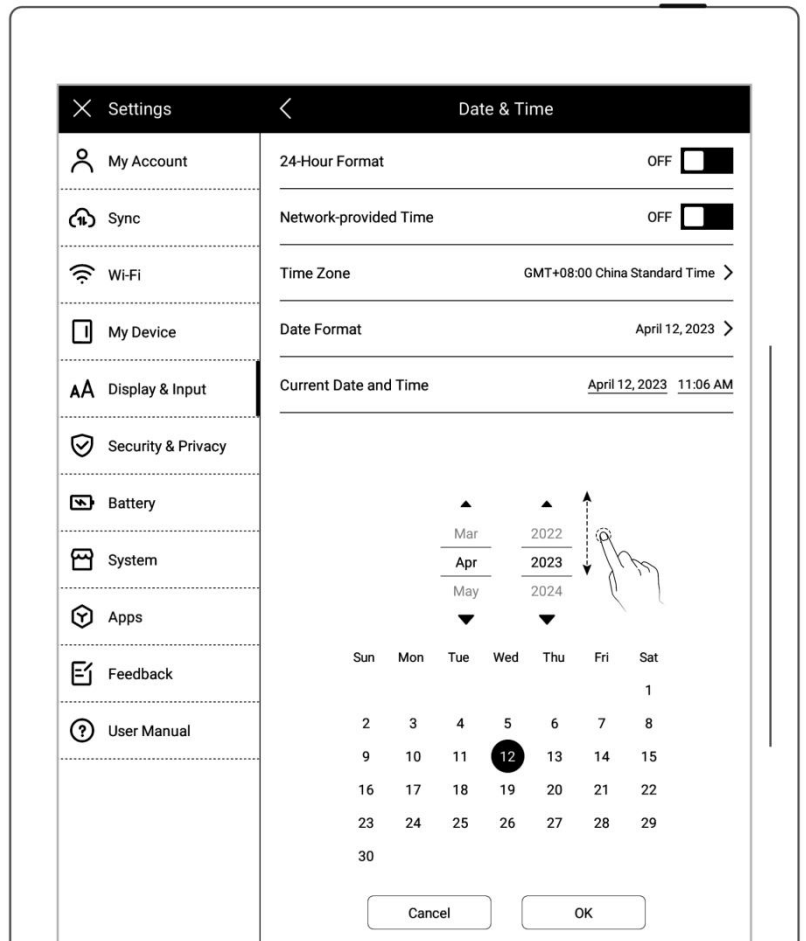 Settings
Date & Time
My Account
Sync
Wi-Fi
My Device
Display & Input
Security & Privacy
Battery
System
Apps
Feedback
User Manual
24-Hour Format OFF
Network-provided Time OFF
Time Zone GMT+08:00 China Standard Time
Date Format April 12, 2023
Current Date and Time April 12, 2023 11:06 AM
Mar 2022
Apr 2023
May 2024
Sun Mon Tue Wed Thu Fri Sat
1
2 3 4 5 6 7 8
9 10 11 12 13 14 15
16 17 18 19 20 21 22
23 24 25 26 27 28 29
30
Cancel OK